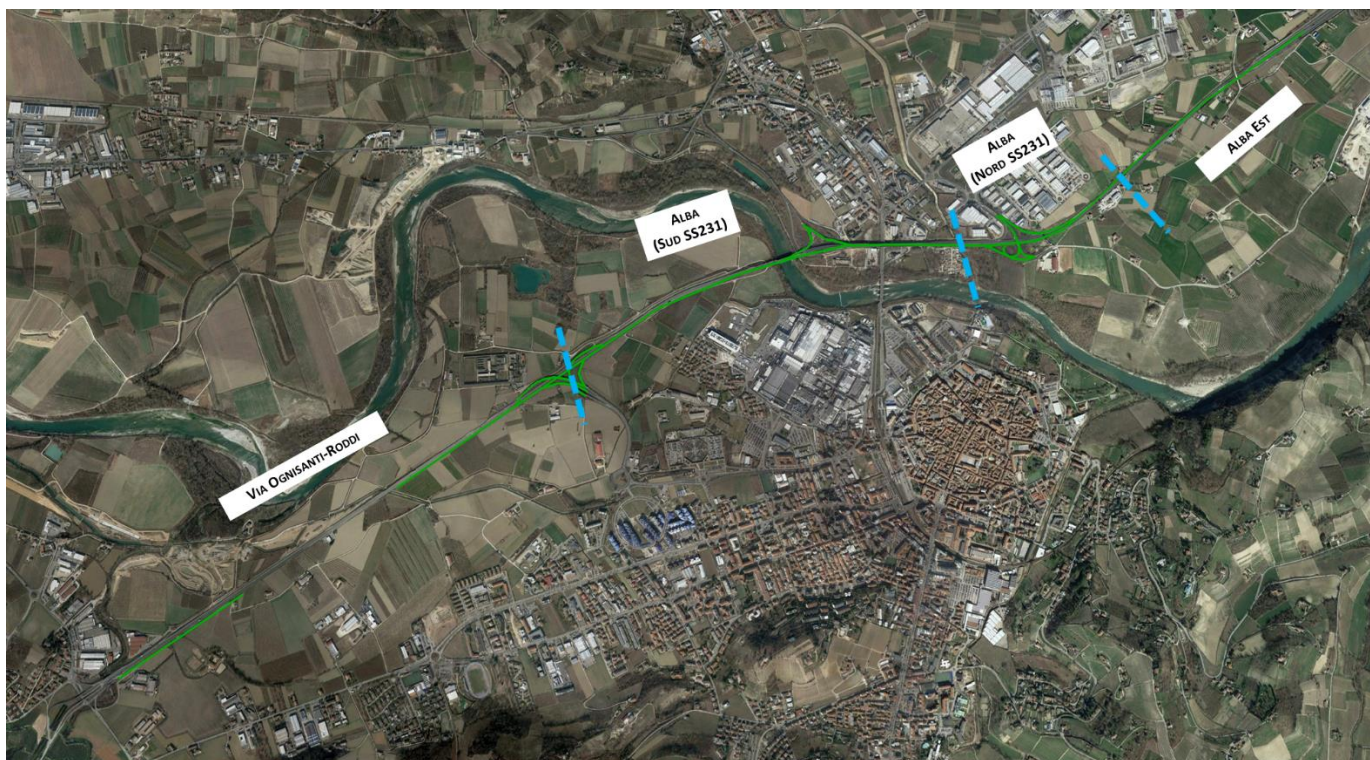 ALBA
(NORD SS231)
ALBA EST
ALBA
(SUD SS231)
VIA OGNISANTI-RODDI